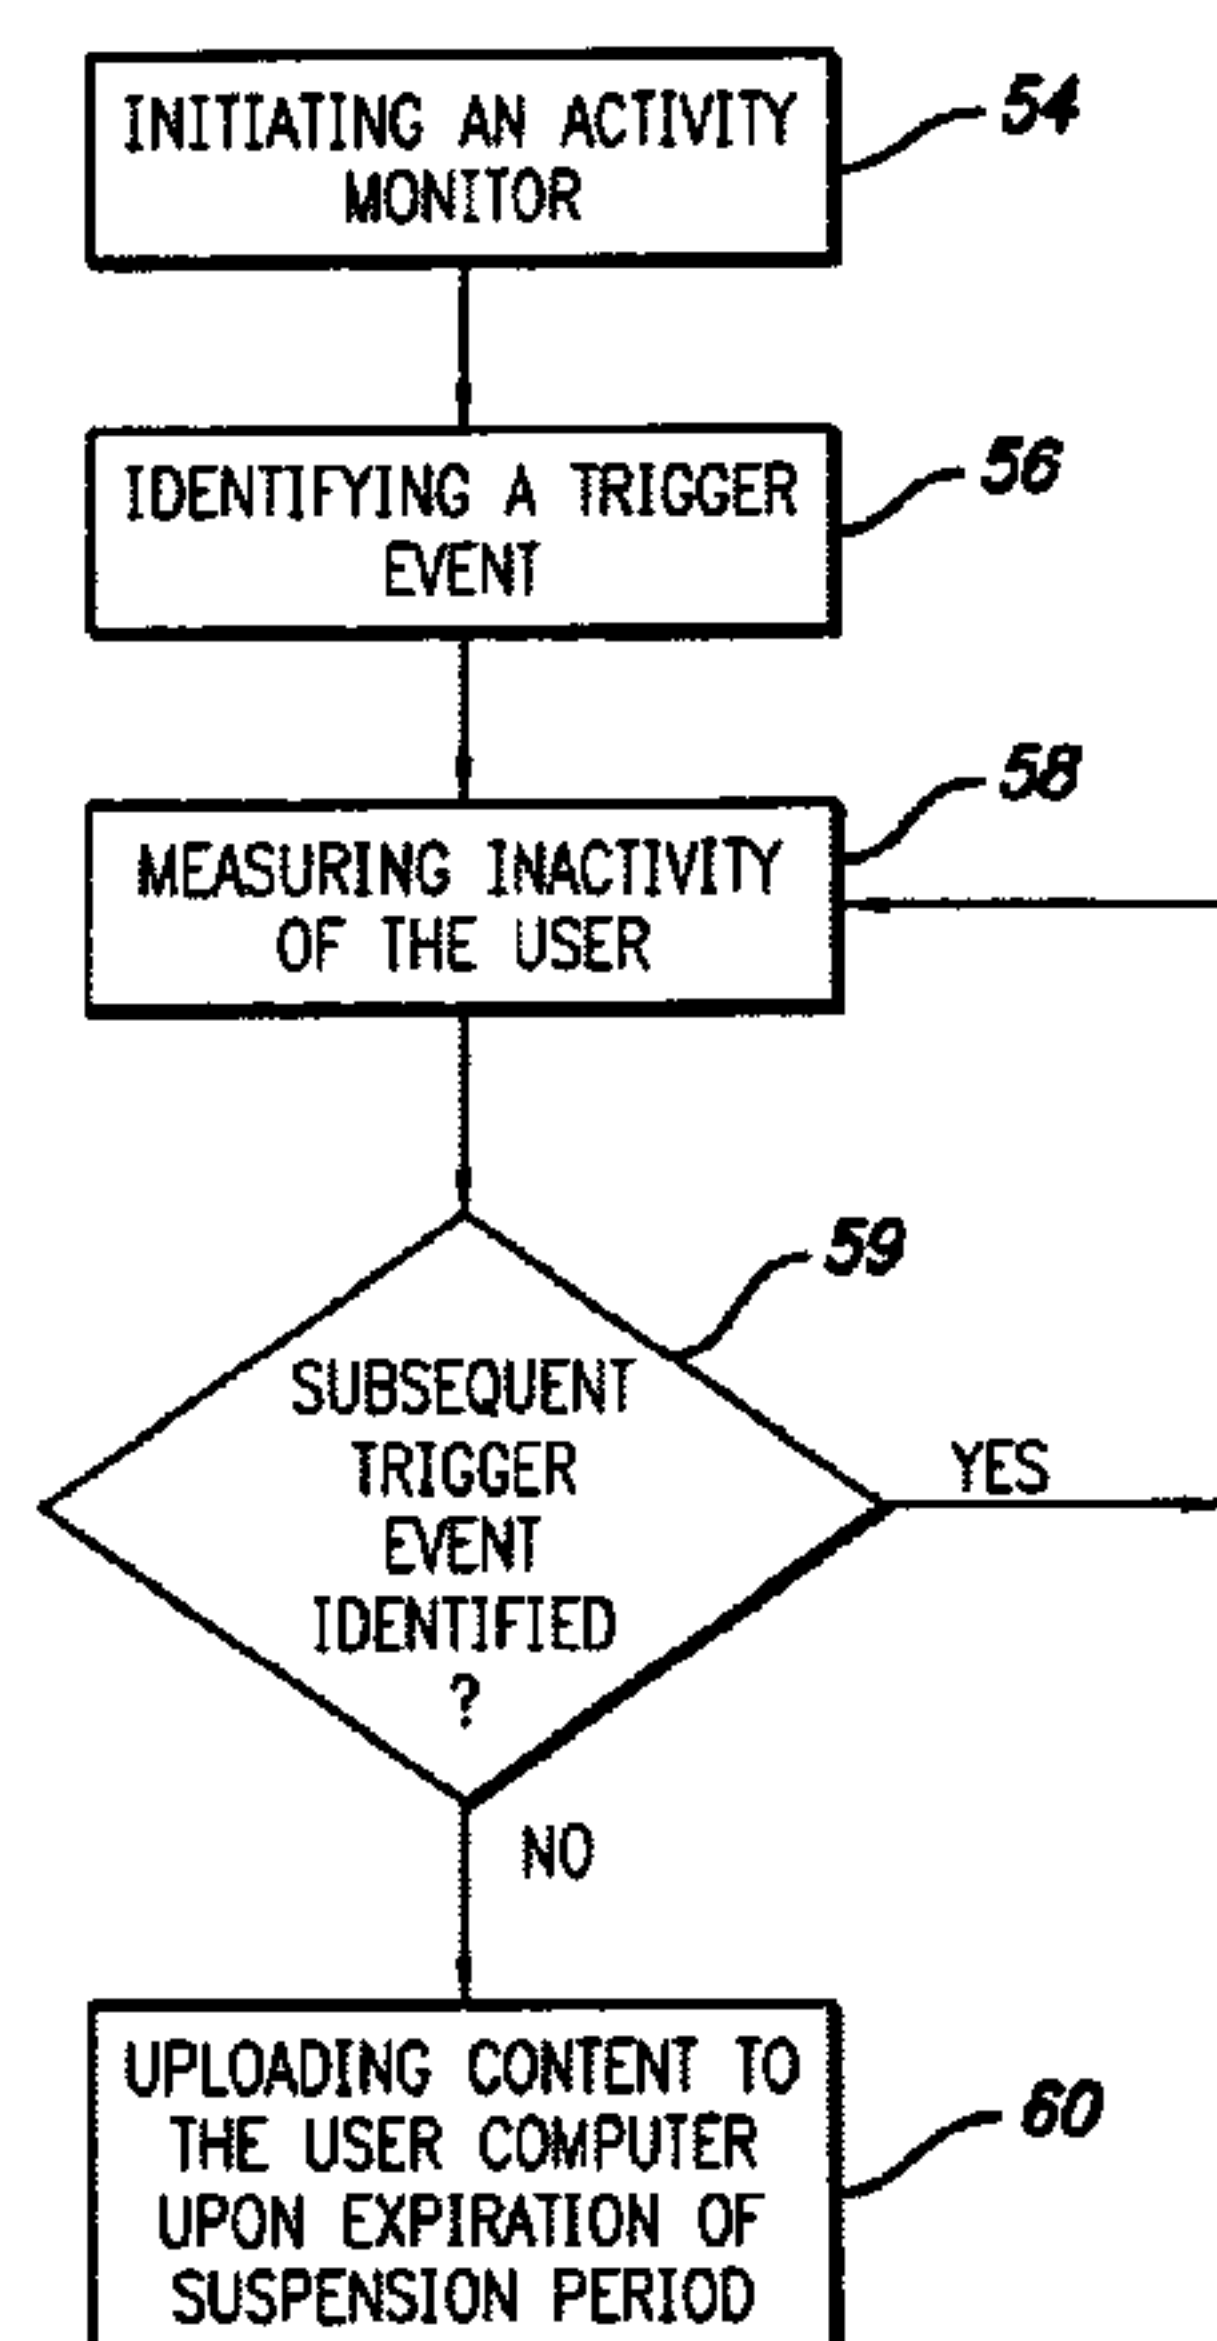 INITIATING AN ACTIVITY
MONITOR
54
IDENTIFYING A TRIGGER
EVENT
56
MEASURING INACTIVITY
OF THE USER
58
SUBSEQUENT
TRIGGER
EVENT
IDENTIFIED
?
59
YES
NO
UPLOADING CONTENT TO
THE USER COMPUTER
UPON EXPIRATION OF
SUSPENSION PERIOD
60